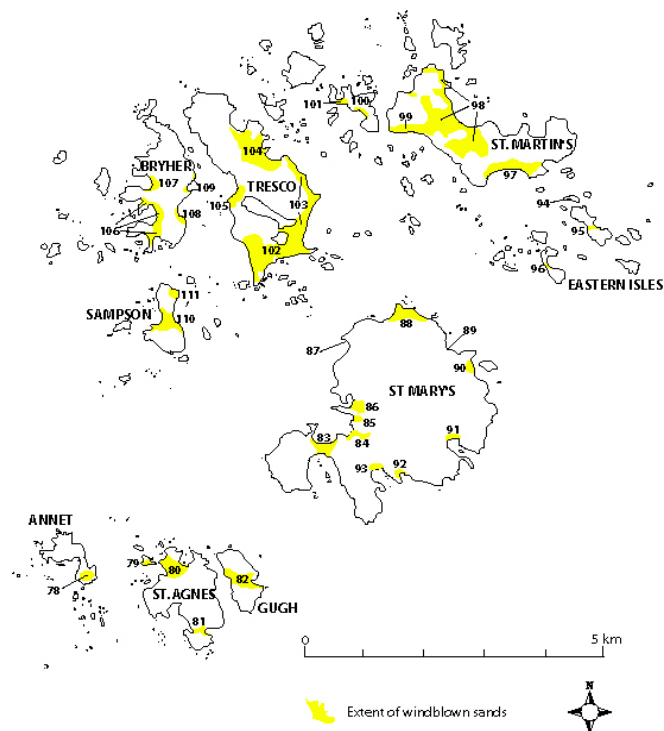 101
100
99
98
ST. MARTIN'S
104
BRYHER
107
109
TRESCO
97
105
103
94
108
106
95
102
96
EASTERN ISLES
111
SAMPSON
110
88
89
87
90
ST MARY'S
86
85
91
83
84
93
92
ANNET
79
80
82
78
ST. AGNES
GUGH
81
0
5 km
N
Extent of windblown sands